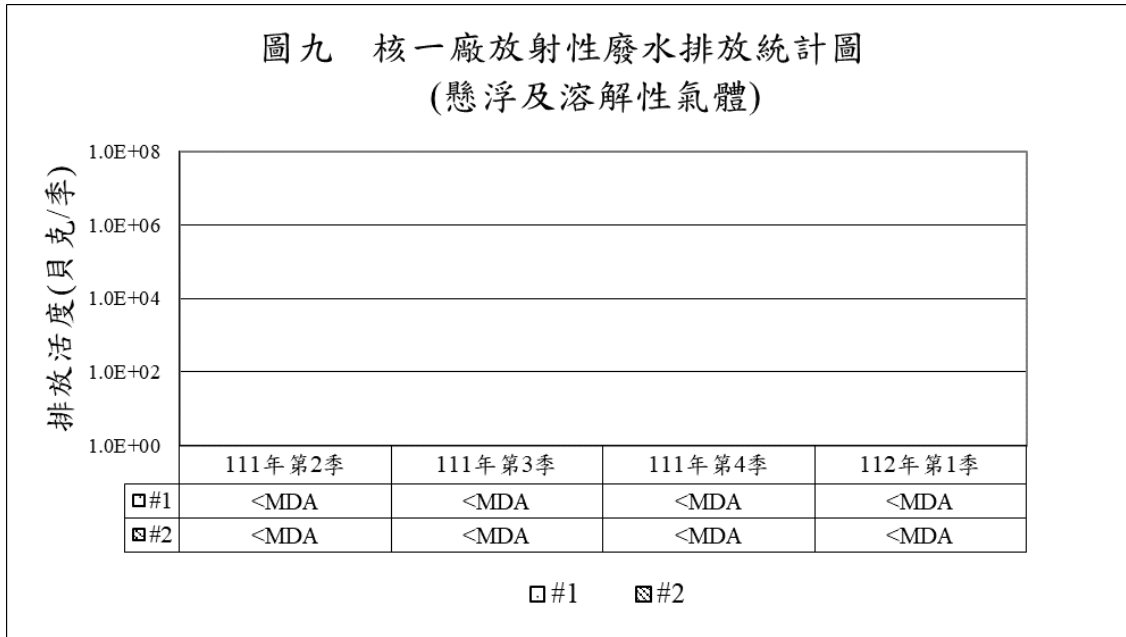 圖九 核一廠放射性廢水排放統計圖
(懸浮及溶解性氣體)
排放活度(貝克/季)
1.0E+08
1.0E+06
1.0E+04
1.0E+02
1.0E+00
111年第2季 111年第3季 111年第4季 112年第1季
#1 <MDA <MDA <MDA <MDA
#2 <MDA <MDA <MDA <MDA
#1 #2